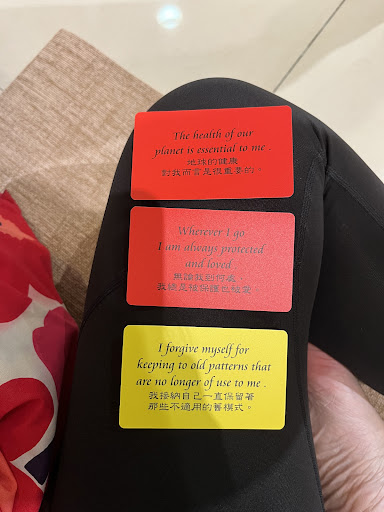 The health of our
planet is essential to me .
地球的健康
對我而言是很重要的。
Wherever I go
I am always protected
and loved .
無論我到何處，
我總是被保護也被愛。
I forgive myself for
keeping to old patterns that
are no longer of use to me .
我接納自己一直保留著
那些不適用的舊模式。